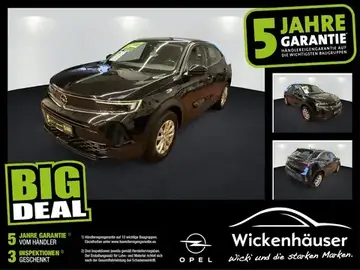 5 JAHRE
GARANTIE
HÄNDLEREIGENGARANTIE AUF
DIE WICHTIGSTEN BAUGRUPPEN.
BIG
DEAL
5 JAHRE GARANTIE
VOM HÄNDLER
3 INSPEKTIONEN
GESCHENKT
OPEL
Wickenhäuser
Wicki und die starken Marken.